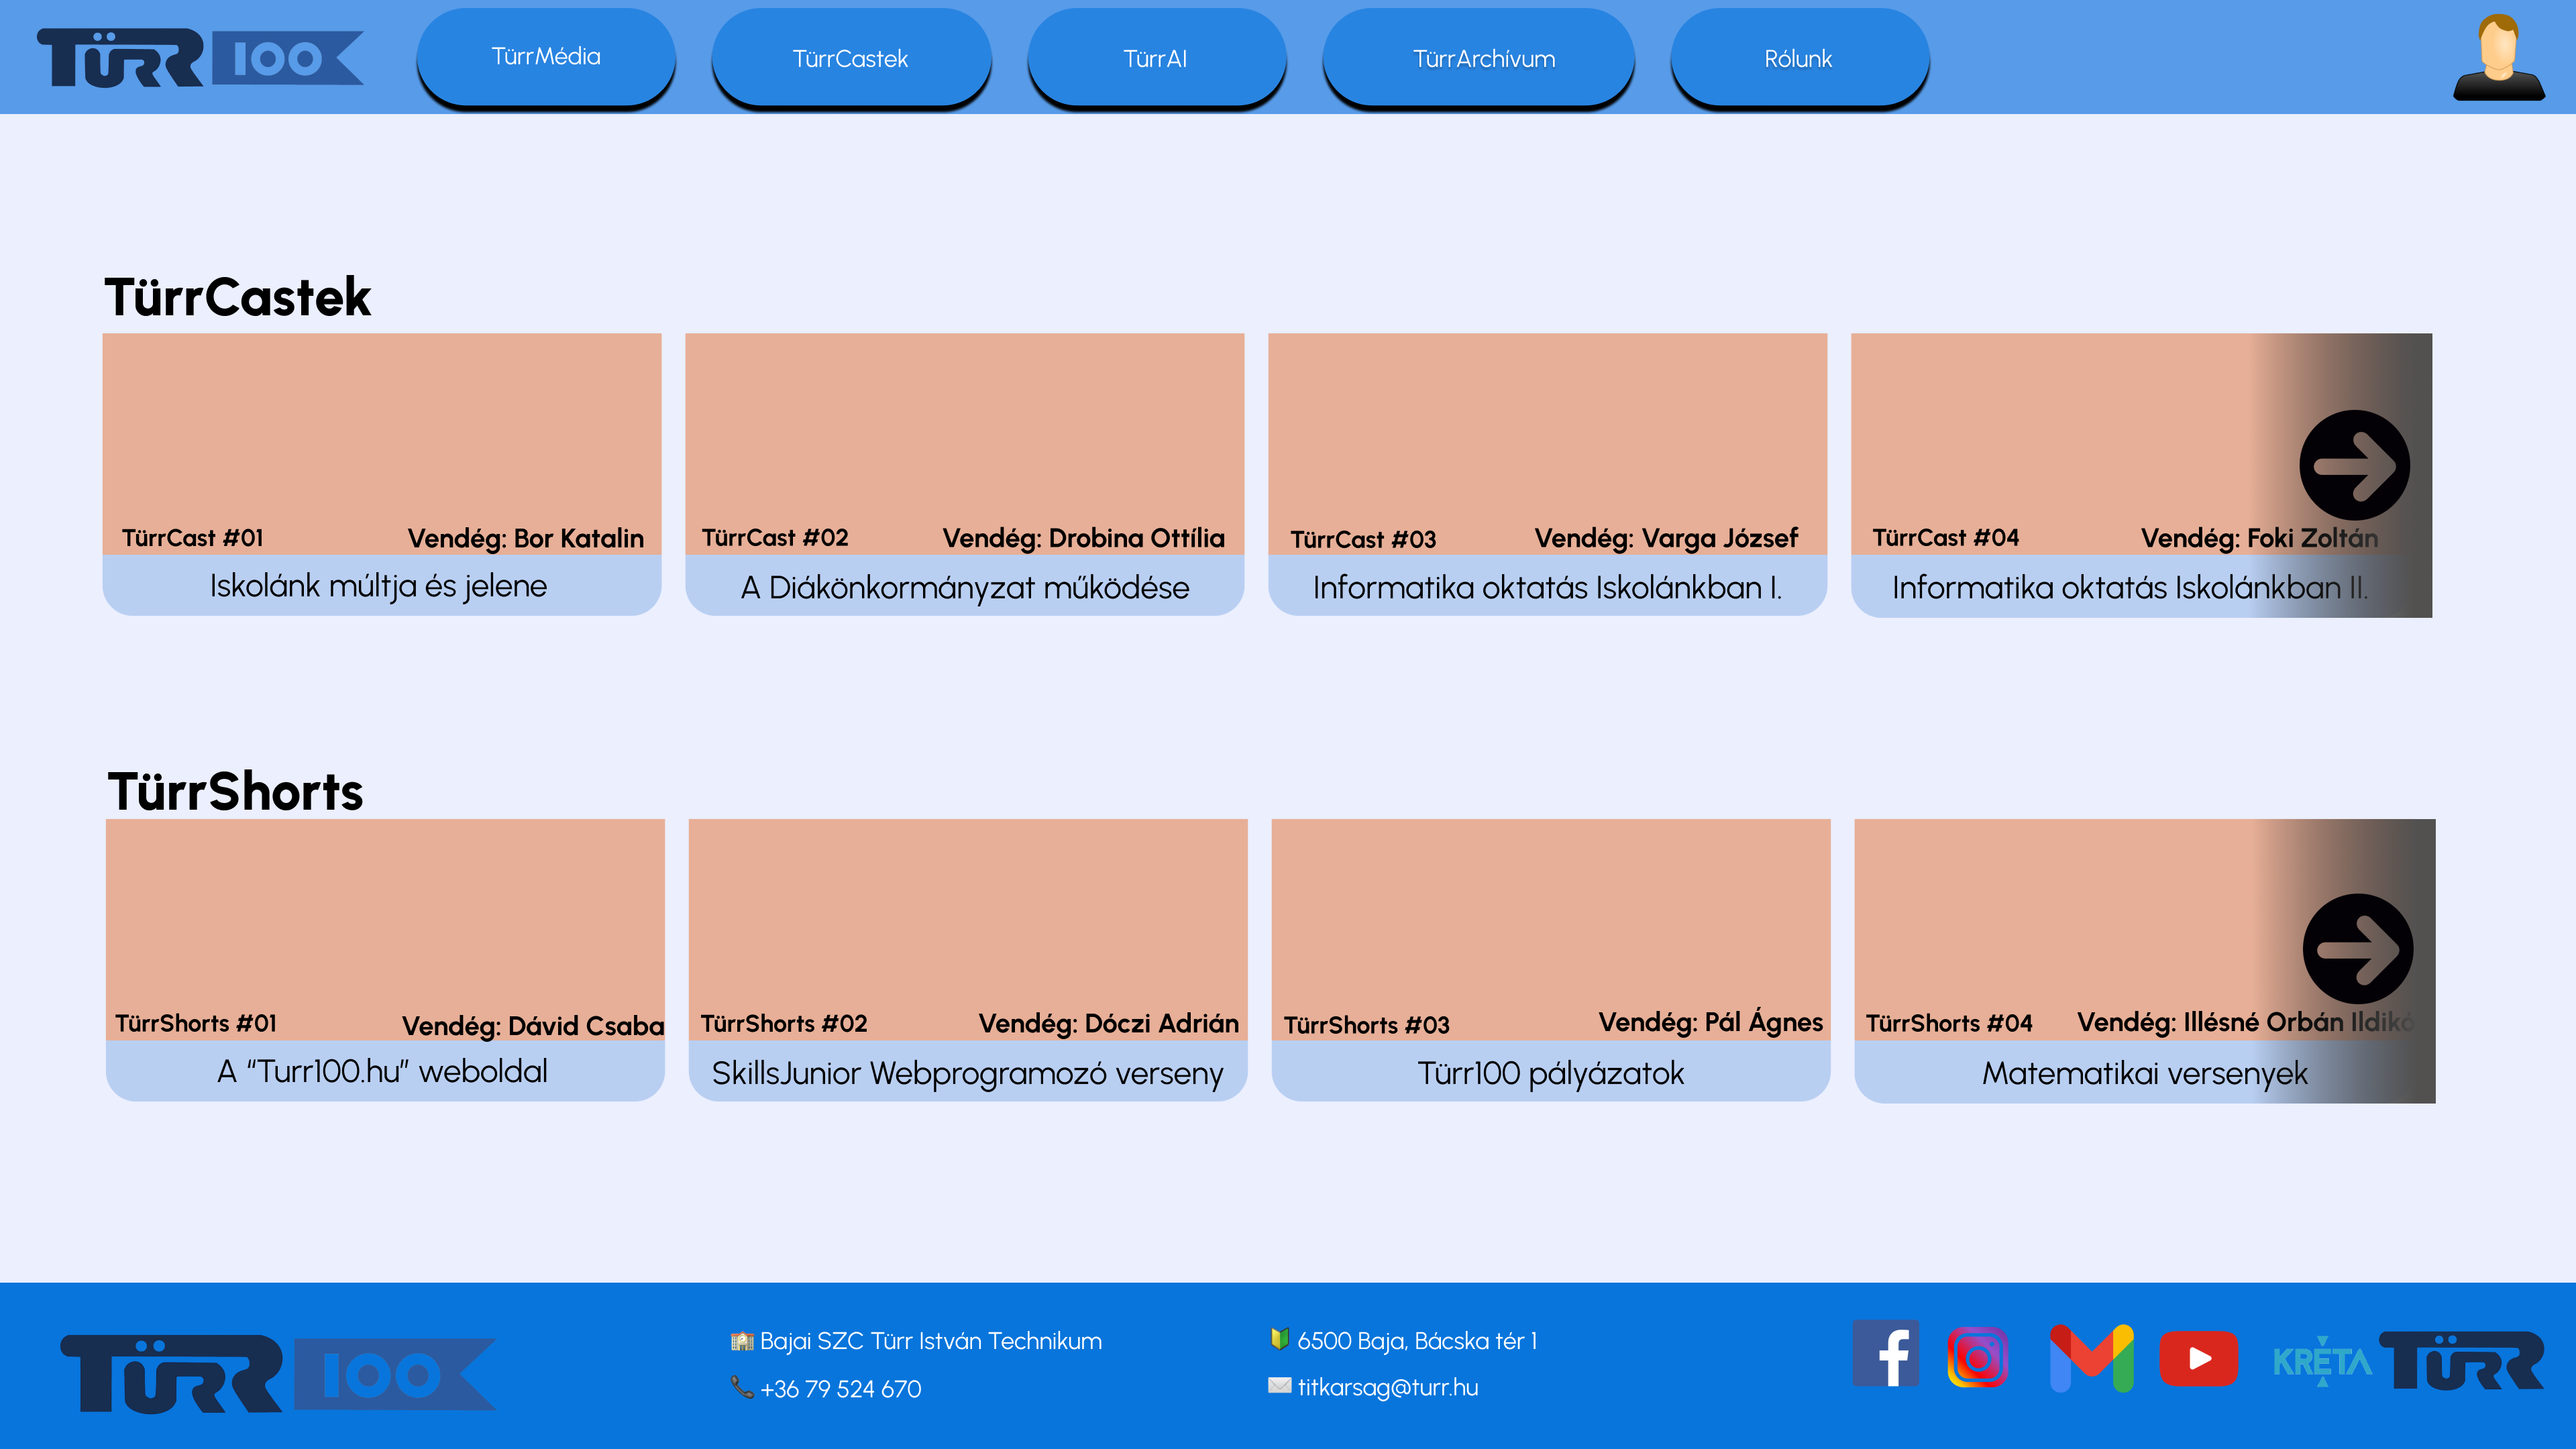 TÜRR 100
TürrMédia
TürrCastek
TürrAI
TürrArchívum
Rólunk
TürrCastek
TürrCast #01 Vendég: Bor Katalin
Iskolánk múltja és jelene
TürrCast #02 Vendég: Drobina Ottília
A Diákönkormányzat működése
TürrCast #03 Vendég: Varga József
Informatika oktatás Iskolánkban I.
TürrCast #04 Vendég: Foki Zoltán
Informatika oktatás Iskolánkban II.
TürrShorts
TürrShorts #01 Vendég: Dávid Csaba
A “Turr100.hu” weboldal
TürrShorts #02 Vendég: Dóczi Adrián
SkillsJunior Webprogramozó verseny
TürrShorts #03 Vendég: Pál Ágnes
Türr100 pályázatok
TürrShorts #04 Vendég: Illésné Orbán Ildikó
Matematikai versenyek
TÜRR 100
Bajai SZC Türr István Technikum
+36 79 524 670
6500 Baja, Bácska tér 1
titkarsag@turr.hu
KRÉTA
TÜRR